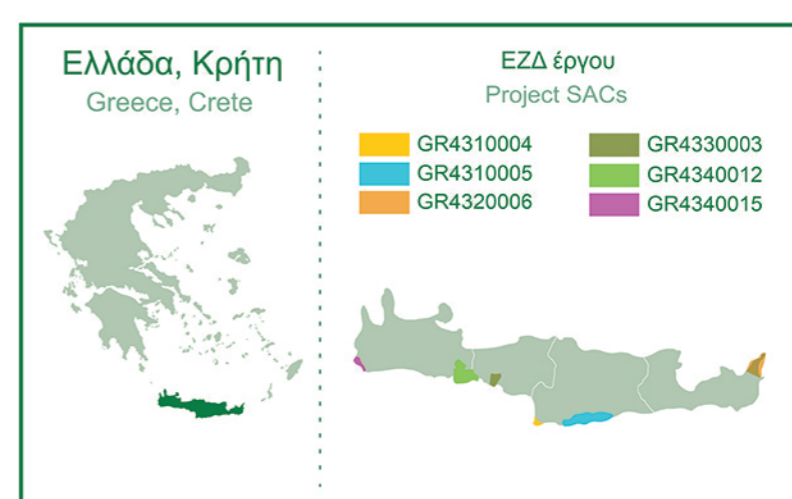 Ελλάδα, Κρήτη
Greece, Crete
ΕΖΔ έργου
Project SACs
GR4310004
GR4310005
GR4320006
GR4330003
GR4340012
GR4340015